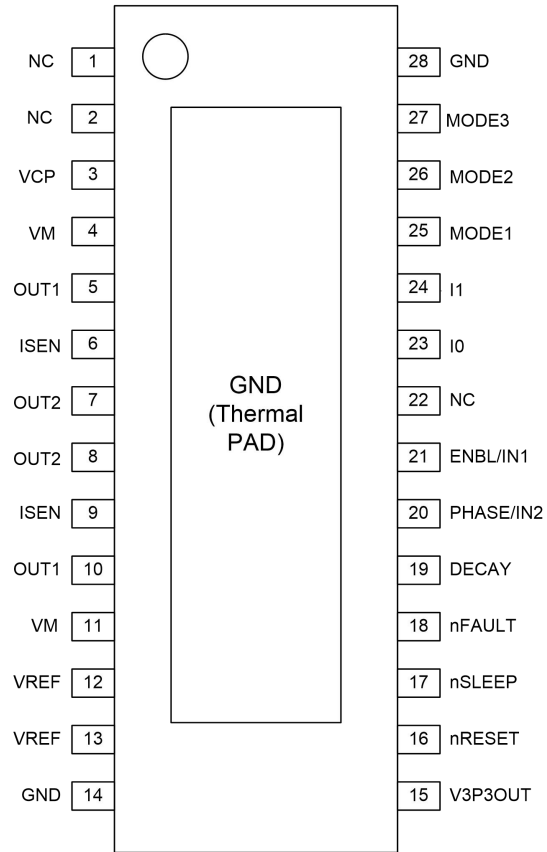 NC 1 28 GND
NC 2 27 MODE3
VCP 3 26 MODE2
VM 4 25 MODE1
OUT1 5 24 I1
ISEN 6 23 I0
OUT2 7 22 NC
OUT2 8 21 ENBL/IN1
ISEN 9 20 PHASE/IN2
OUT1 10 19 DECAY
VM 11 18 nFAULT
VREF 12 17 nSLEEP
VREF 13 16 nRESET
GND 14 15 V3P3OUT
GND
(Thermal
PAD)